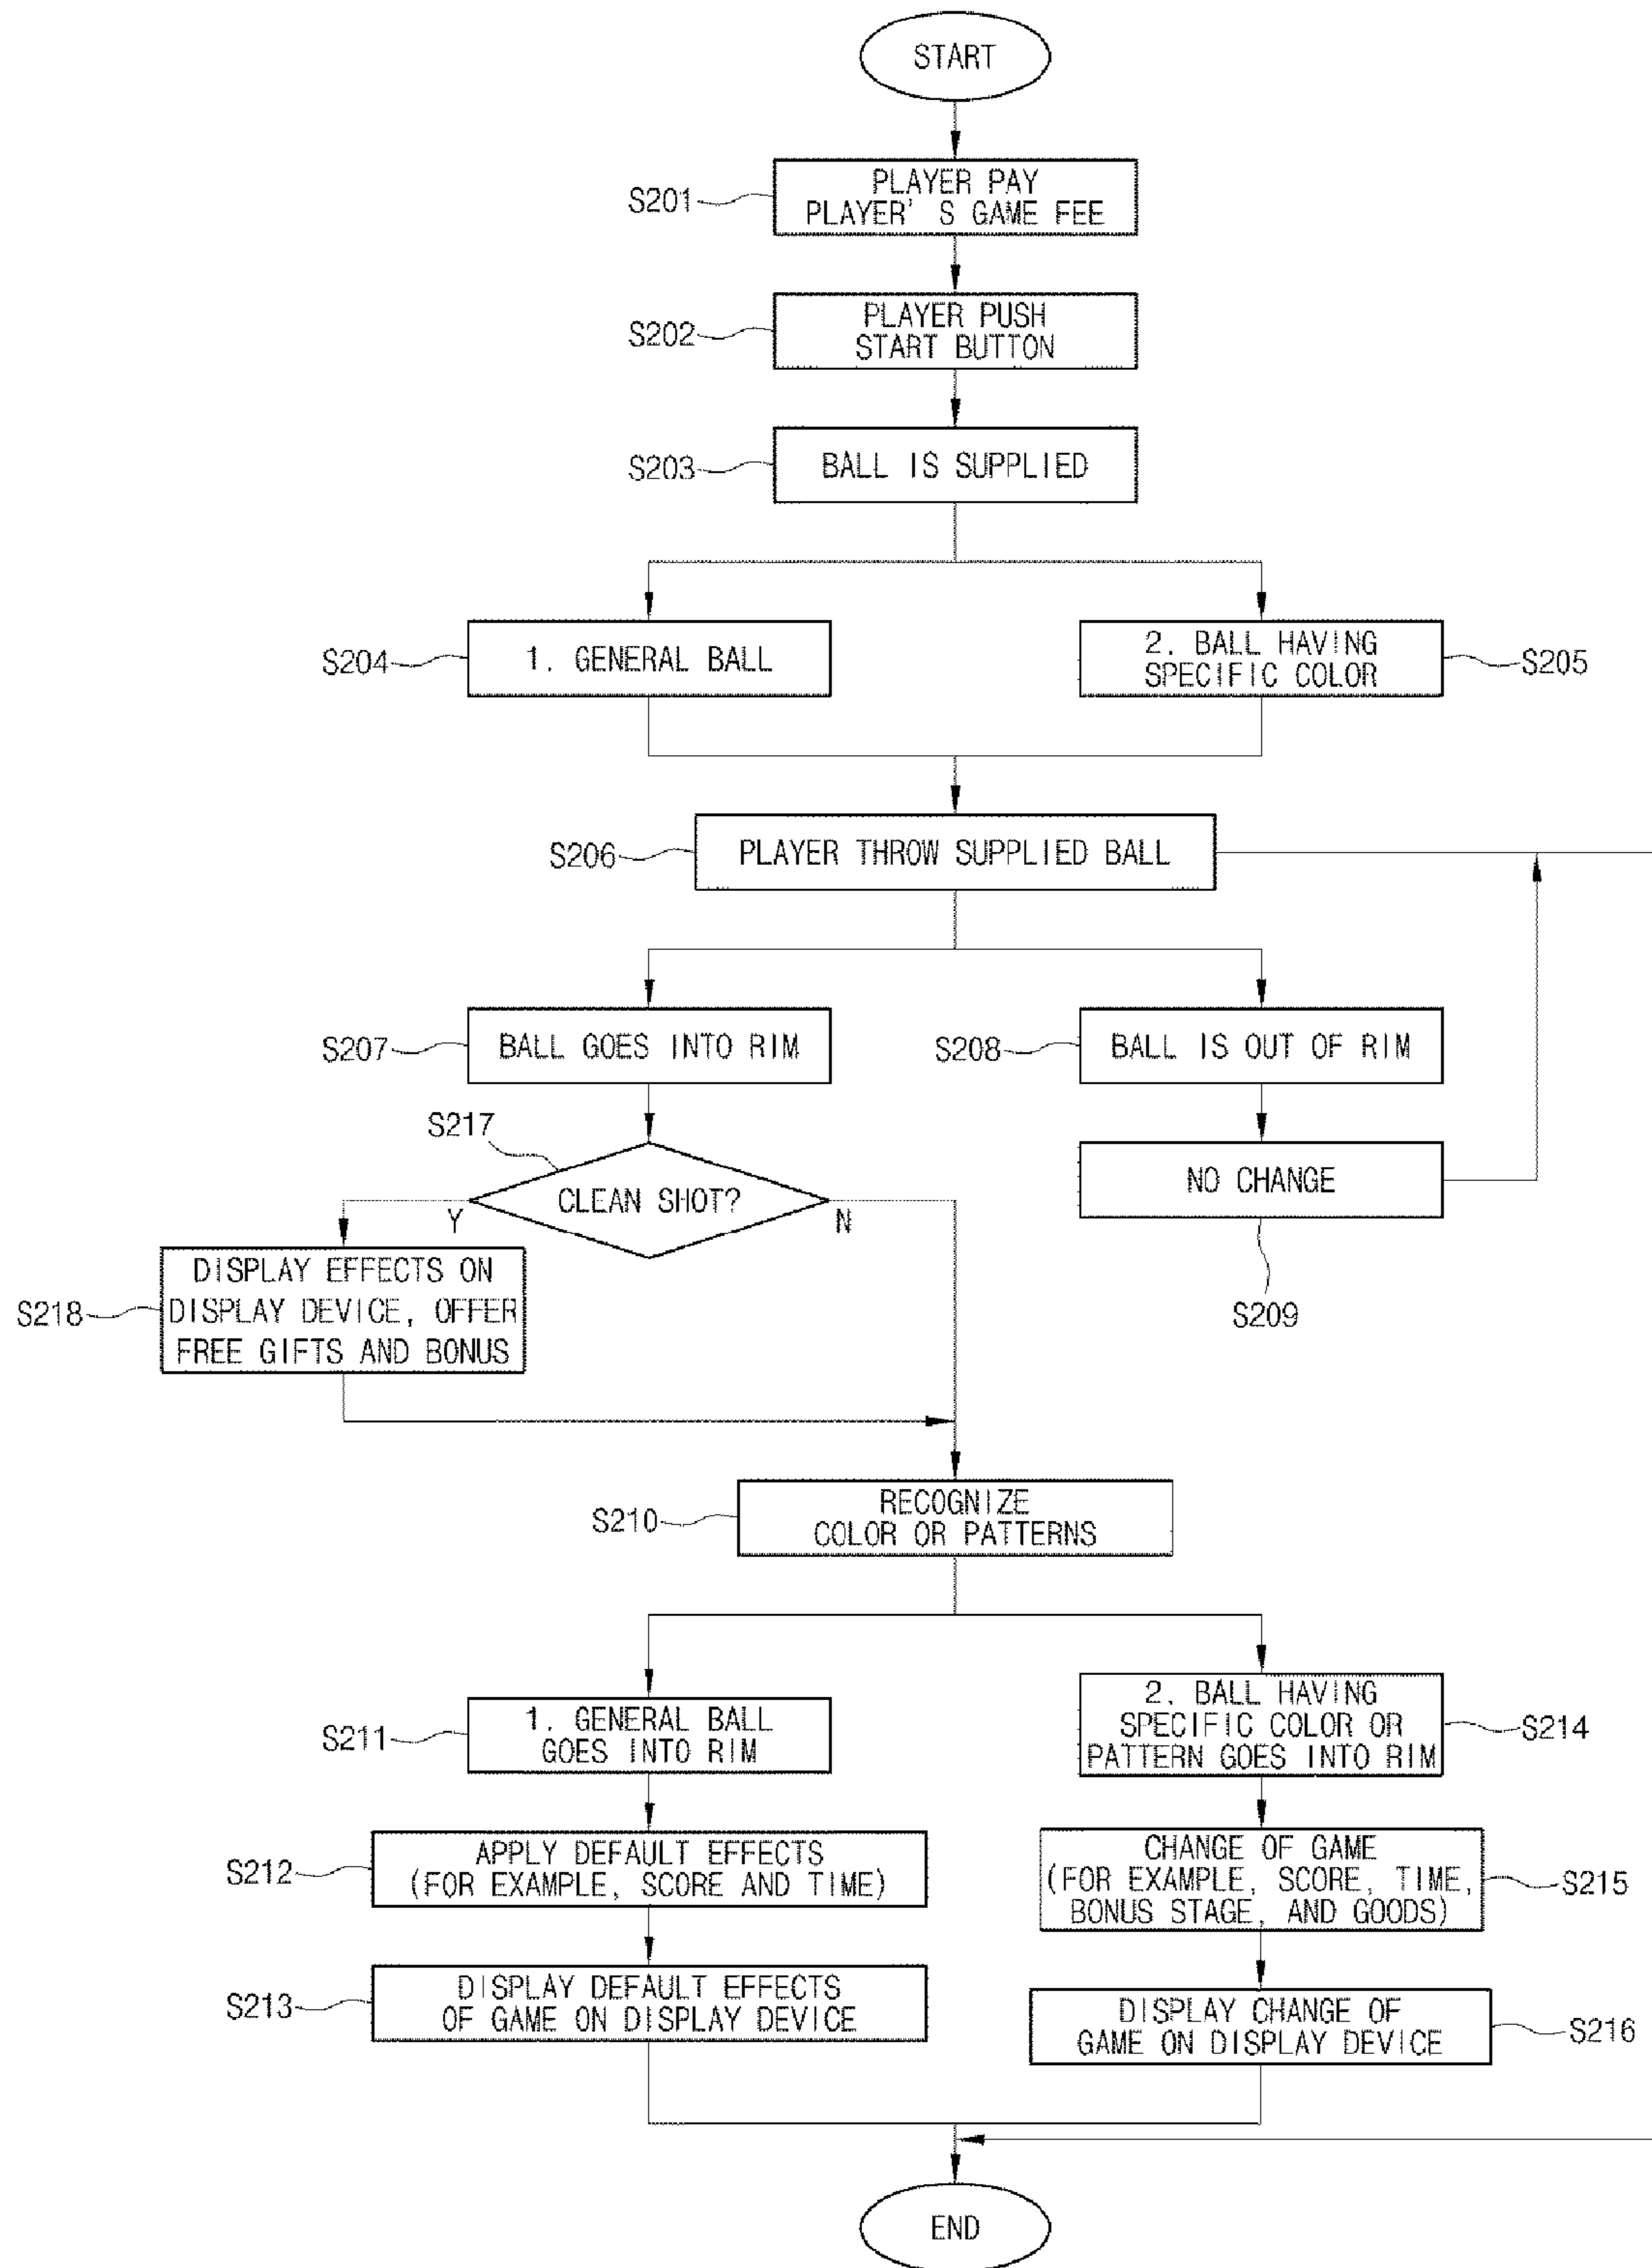 START
S201
PLAYER PAY
PLAYER' S GAME FEE
S202
PLAYER PUSH
START BUTTON
S203
BALL IS SUPPLIED
S204
1. GENERAL BALL
2. BALL HAVING
SPECIFIC COLOR
S205
S206
PLAYER THROW SUPPLIED BALL
S207
BALL GOES INTO RIM
S208
BALL IS OUT OF RIM
S217
CLEAN SHOT?
Y
N
NO CHANGE
S209
S218
DISPLAY EFFECTS ON
DISPLAY DEVICE, OFFER
FREE GIFTS AND BONUS
S210
RECOGNIZE
COLOR OR PATTERNS
S211
1. GENERAL BALL
GOES INTO RIM
2. BALL HAVING
SPECIFIC COLOR OR
PATTERN GOES INTO RIM
S214
S212
APPLY DEFAULT EFFECTS
(FOR EXAMPLE, SCORE AND TIME)
CHANGE OF GAME
(FOR EXAMPLE, SCORE, TIME,
BONUS STAGE, AND GOODS)
S215
S213
DISPLAY DEFAULT EFFECTS
OF GAME ON DISPLAY DEVICE
DISPLAY CHANGE OF
GAME ON DISPLAY DEVICE
S216
END